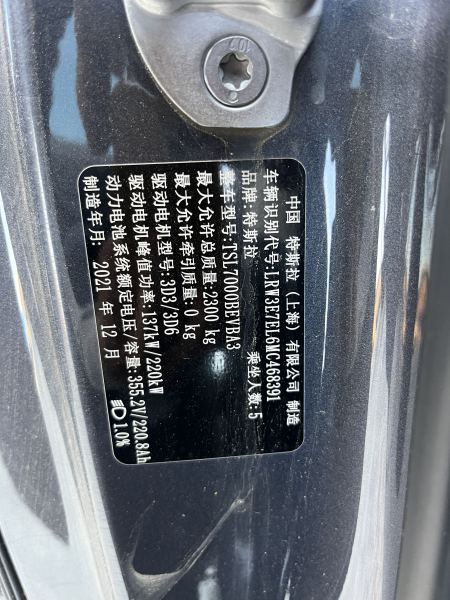 中国 特斯拉（上海）有限公司 制造
车辆识别代号:LRW3E7EL6MC468391
品牌:特斯拉 乘坐人数:5
整车型号:TSL7000BEVBA3
最大允许总质量:2300 kg
最大允许牵引质量:0 kg
驱动电机型号:3D3/3D6
驱动电机峰值功率:137kW/220kW
动力电池系统额定电压/容量:355.2V/220.8Ah
制造年月: 2021 年 12 月 1.0%
10.9